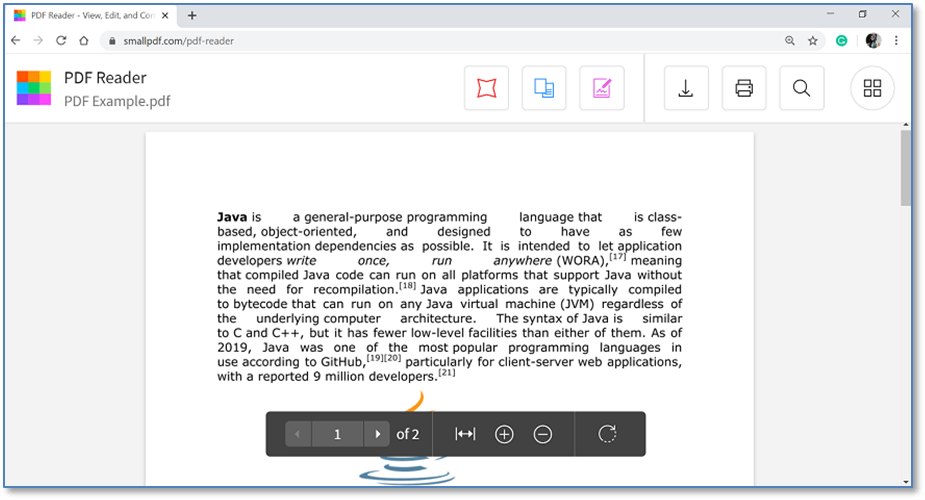 PDF Reader - View, Edit, and Con
smallpdf.com/pdf-reader
PDF Reader
PDF Example.pdf
Java is a general-purpose programming language that is class-
based, object-oriented, and designed to have as few
implementation dependencies as possible. It is intended to let application
developers write once, run anywhere (WORA),[17] meaning
that compiled Java code can run on all platforms that support Java without
the need for recompilation.[18] Java applications are typically compiled
to bytecode that can run on any Java virtual machine (JVM) regardless of
the underlying computer architecture. The syntax of Java is similar
to C and C++, but it has fewer low-level facilities than either of them. As of
2019, Java was one of the most popular programming languages in
use according to GitHub,[19][20] particularly for client-server web applications,
with a reported 9 million developers.[21]
1 of 2